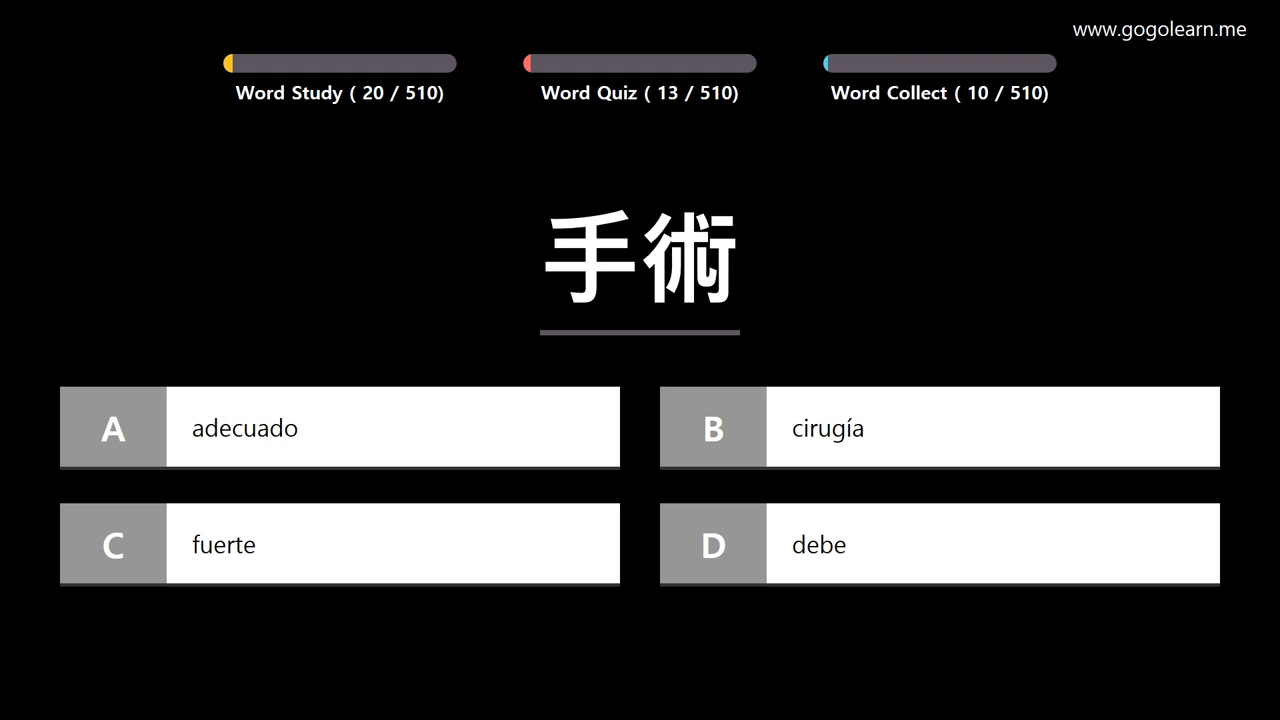 www.gogolearn.me
Word Study ( 20 / 510)
Word Quiz ( 13 / 510)
Word Collect ( 10 / 510)
手術
A adecuado
B cirugía
C fuerte
D debe